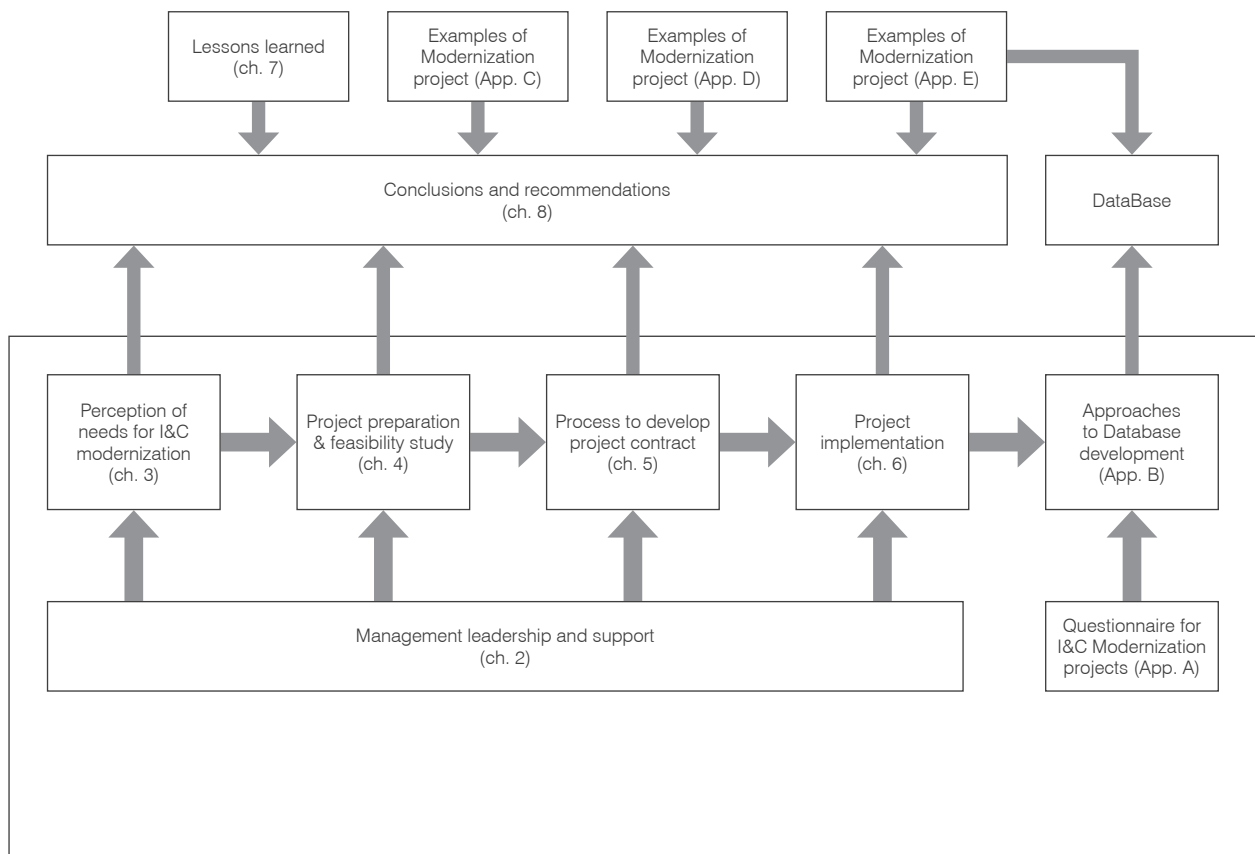 Lessons learned
(ch. 7)
Examples of
Modernization
project (App. C)
Examples of
Modernization
project (App. D)
Examples of
Modernization
project (App. E)
Conclusions and recommendations
(ch. 8)
DataBase
Perception of
needs for I&C
modernization
(ch. 3)
Project preparation
& feasibility study
(ch. 4)
Process to develop
project contract
(ch. 5)
Project
implementation
(ch. 6)
Approaches
to Database
development
(App. B)
Management leadership and support
(ch. 2)
Questionnaire for
I&C Modernization
projects (App. A)